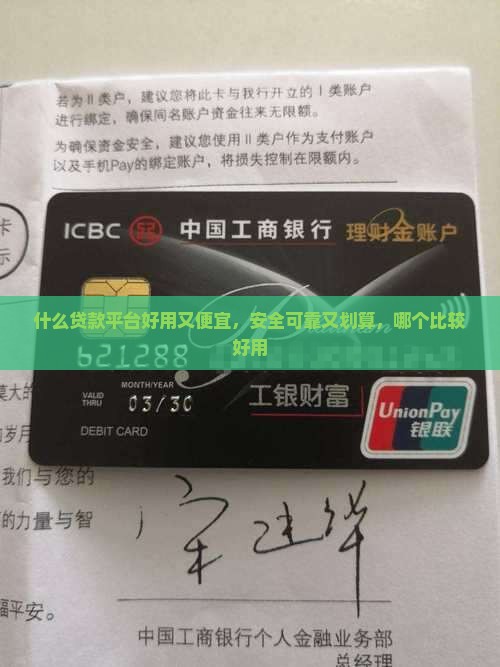 若为Ⅱ类户，建议您将此卡与我行开立的Ⅰ类账户
进行绑定，确保同名账户资金往来无限额。
为确保资金安全，建议您使用Ⅱ类户作为支付账户
以及手机Pay的绑定账户，将损失控制在限额内。
卡
示
ICBC 中国工商银行 理财金账户
什么贷款平台好用又便宜，安全可靠又划算，哪个比较
好用
621288
MONTH/YEAR
VALID
THRU 03/30
DEBIT CARD
工银财富
UnionPay
银联
莫大的
岁月
我们与您的
的力量与智
福平安。
中国工商银行个人金融业务部
总经理